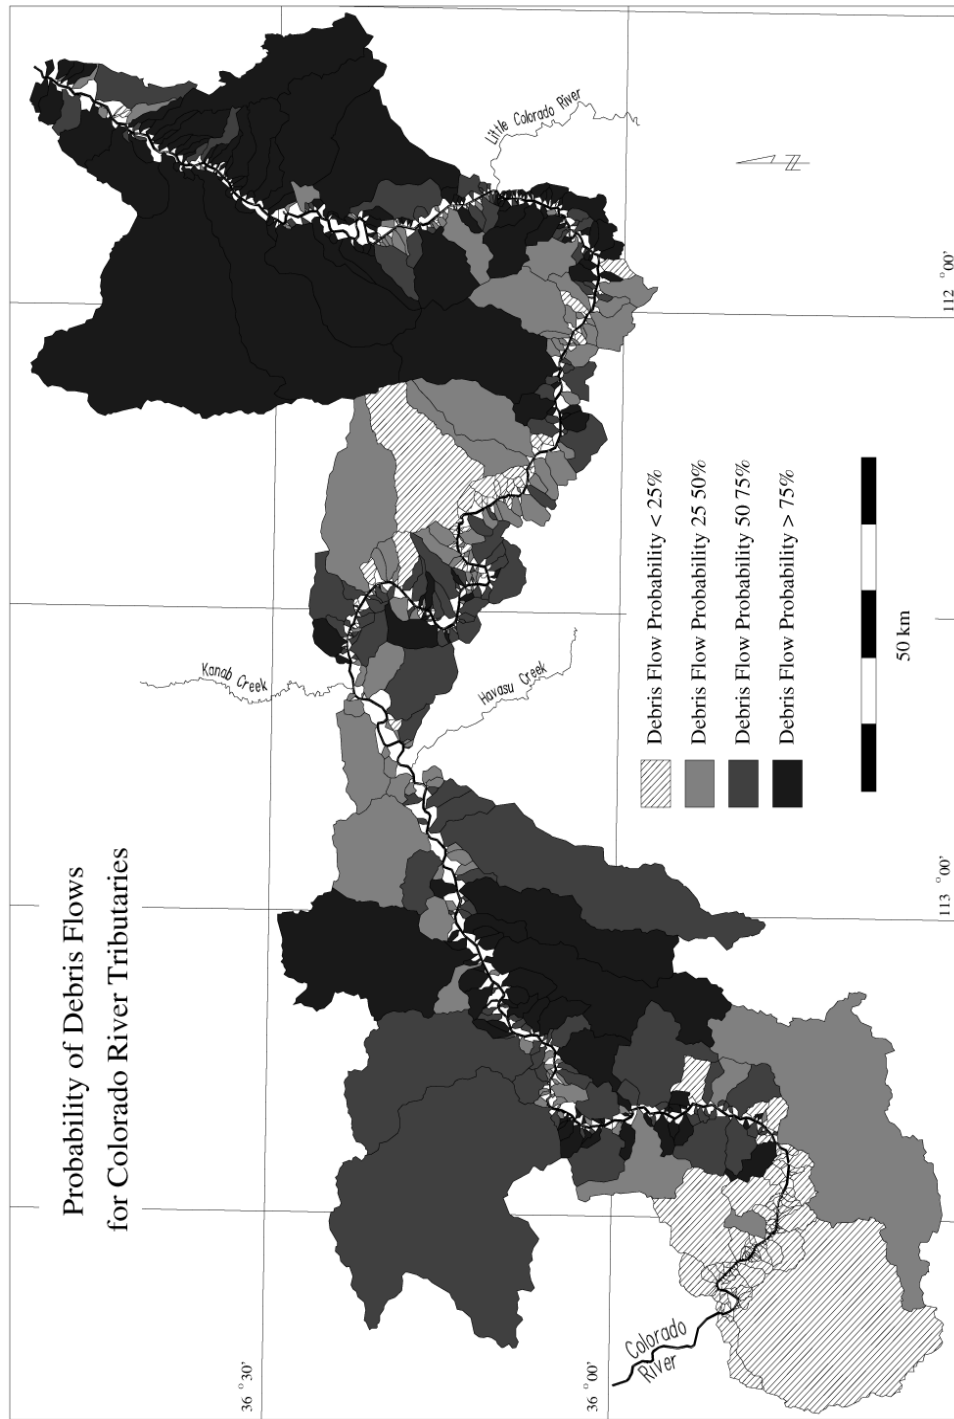 Probability of Debris Flows
for Colorado River Tributaries
Little Colorado River
Kanab Creek
Havasu Creek
Colorado
River
N
36 ° 30'
36 ° 00'
113 ° 00'
112 ° 00'
Debris Flow Probability < 25%
Debris Flow Probability 25 50%
Debris Flow Probability 50 75%
Debris Flow Probability > 75%
50 km